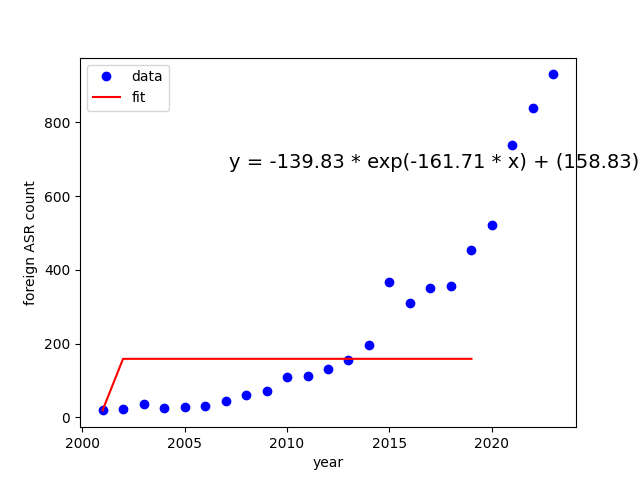 data
fit
y = -139.83 * exp(-161.71 * x) + (158.83)
foreign ASR count
800
600
400
200
0
2000 2005 2010 2015 2020
year